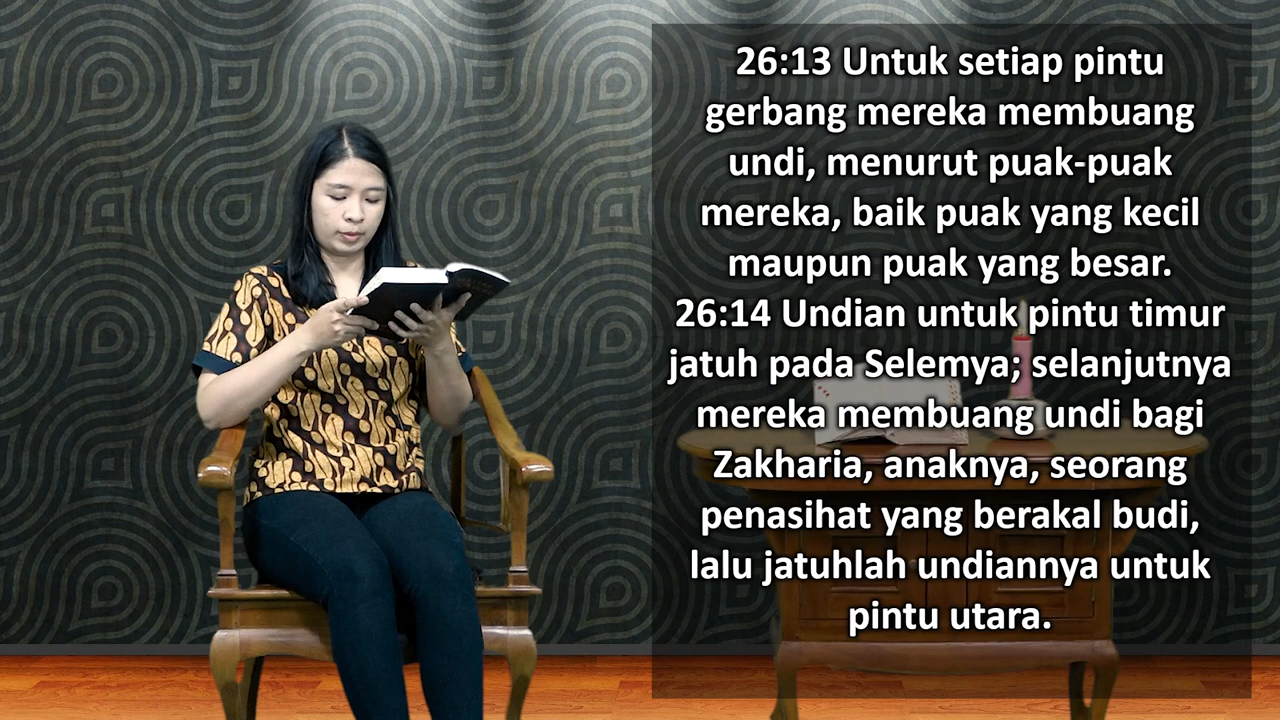 26:13 Untuk setiap pintu
gerbang mereka membuang
undi, menurut puak-puak
mereka, baik puak yang kecil
maupun puak yang besar.
26:14 Undian untuk pintu timur
jatuh pada Selemya; selanjutnya
mereka membuang undi bagi
Zakharia, anaknya, seorang
penasihat yang berakal budi,
lalu jatuhlah undiannya untuk
pintu utara.